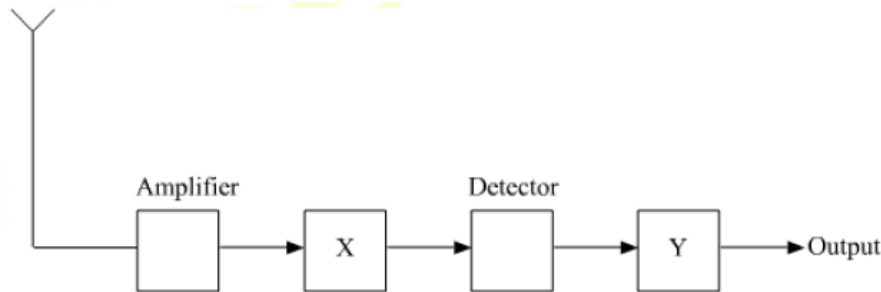 Amplifier
Detector
X
Y
Output